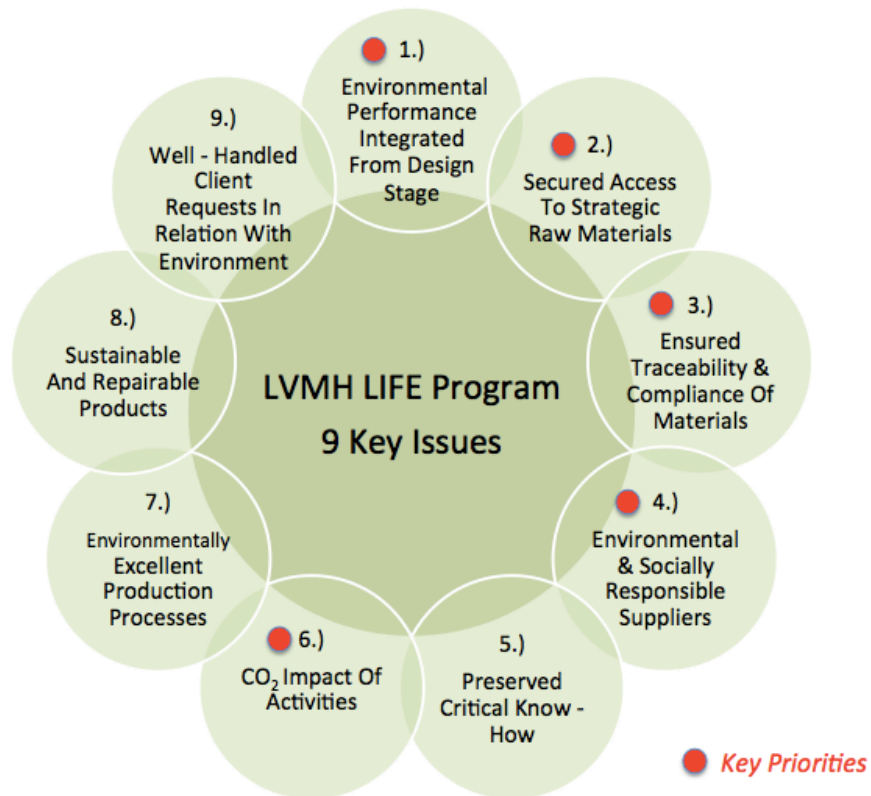 1.)
Environmental
Performance
Integrated
From Design
Stage
2.)
Secured Access
To Strategic
Raw Materials
3.)
Ensured
Traceability &
Compliance Of
Materials
4.)
Environmental
& Socially
Responsible
Suppliers
5.)
Preserved
Critical Know -
How
6.)
CO₂ Impact Of
Activities
7.)
Environmentally
Excellent
Production
Processes
8.)
Sustainable
And Repairable
Products
9.)
Well - Handled
Client
Requests In
Relation With
Environment
LVMH LIFE Program
9 Key Issues
Key Priorities